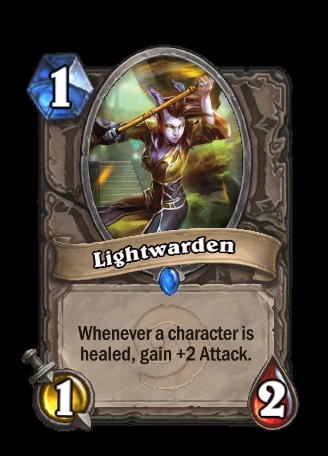 1
Lightwarden
Whenever a character is
healed, gain +2 Attack.
1
2